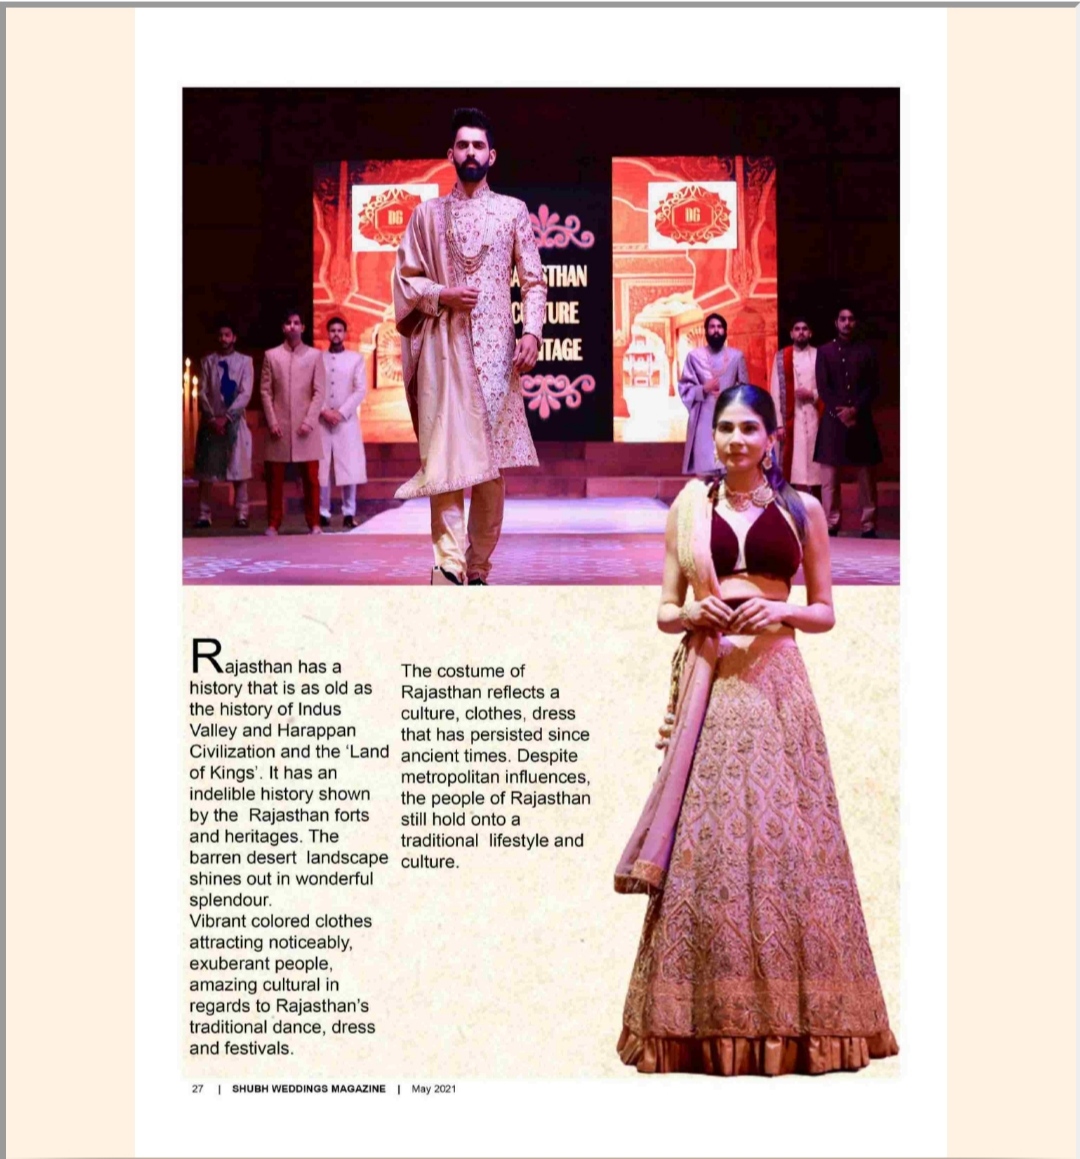 DG
DG
THAN
TURE
TAGE
Rajasthan has a
history that is as old as
the history of Indus
Valley and Harappan
Civilization and the ‘Land
of Kings’. It has an
indelible history shown
by the  Rajasthan forts
and heritages. The
barren desert  landscape
shines out in wonderful
splendour.
Vibrant colored clothes
attracting noticeably,
exuberant people,
amazing cultural in
regards to Rajasthan’s
traditional dance, dress
and festivals.
The costume of
Rajasthan reflects a
culture, clothes, dress
that has persisted since
ancient times. Despite
metropolitan influences,
the people of Rajasthan
still hold onto a
traditional  lifestyle and
culture.
27 | SHUBH WEDDINGS MAGAZINE | May 2021